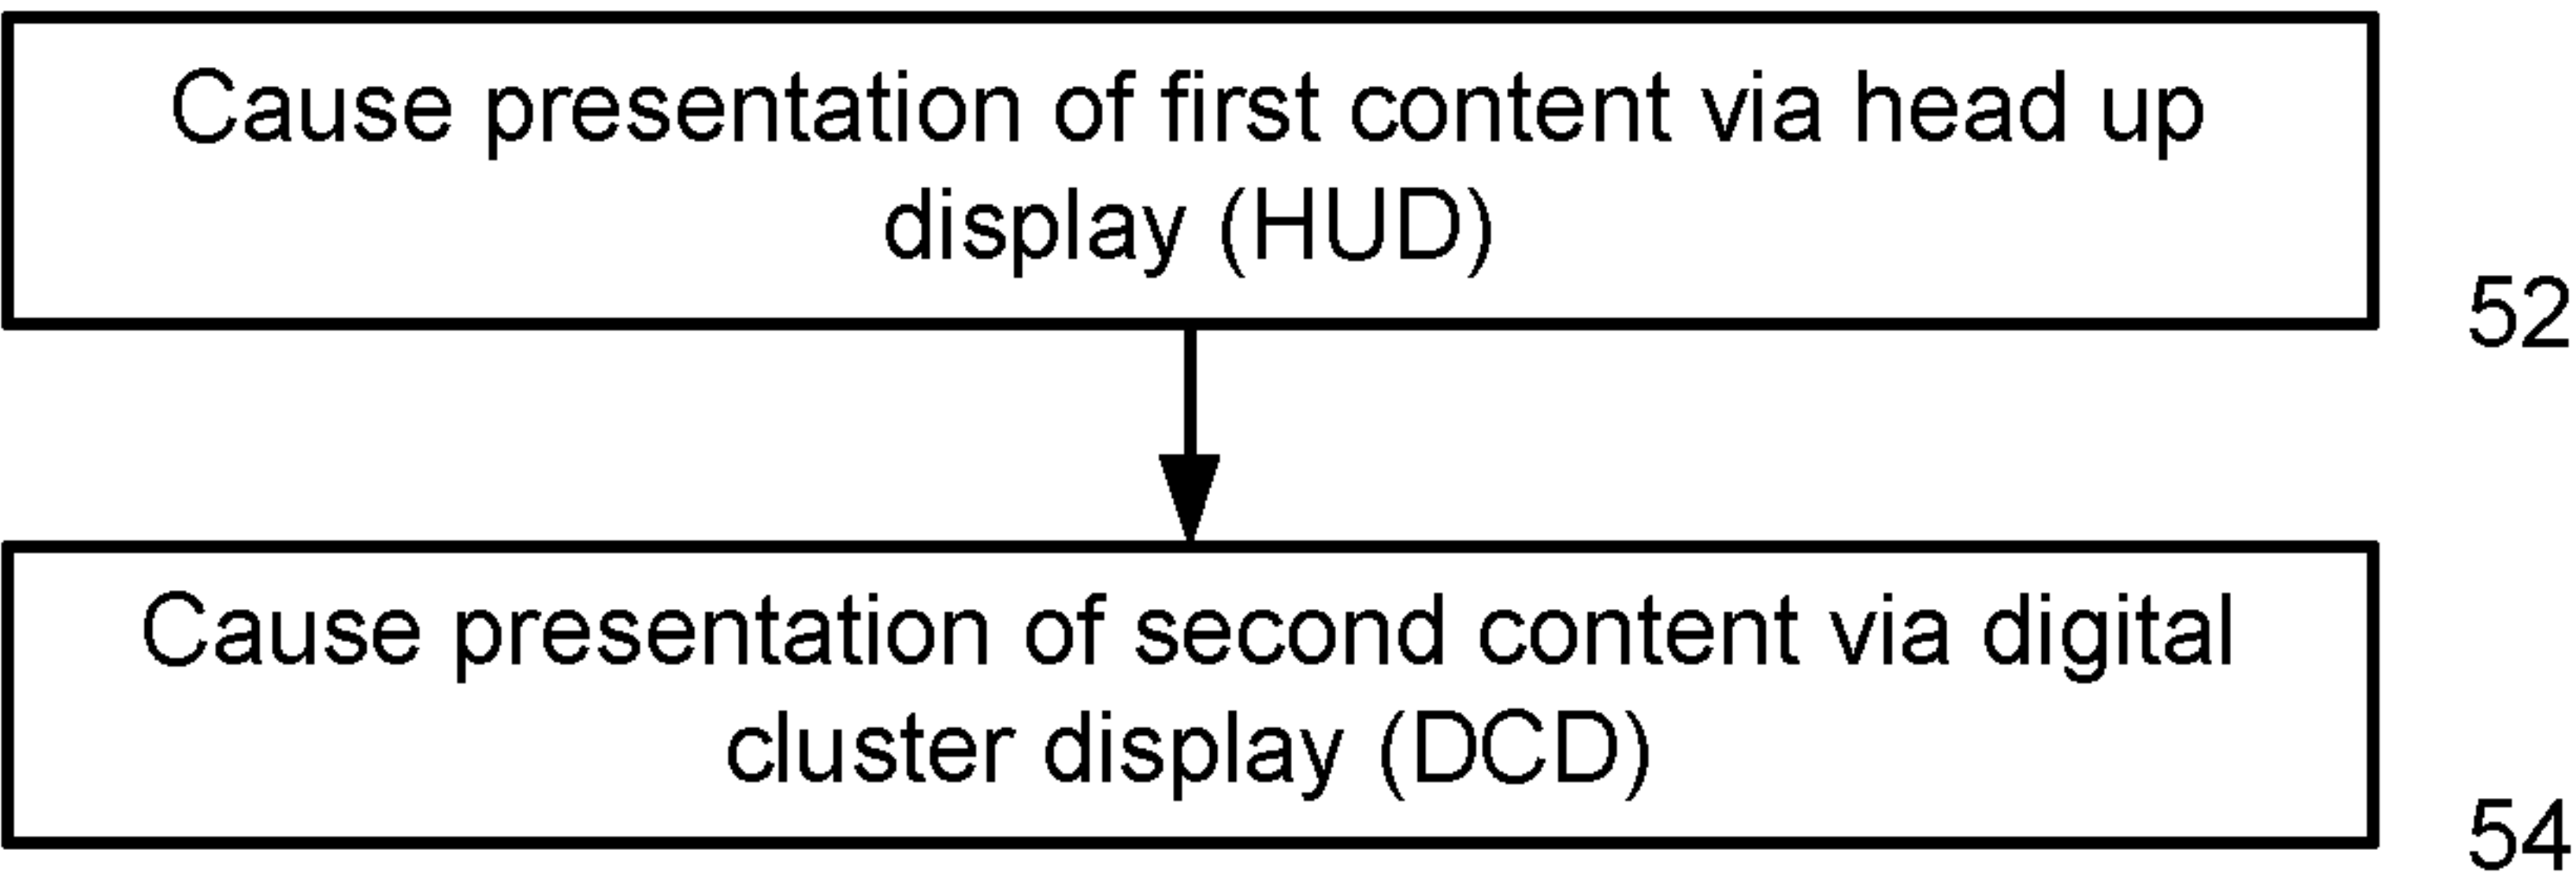 Cause presentation of first content via head up
display (HUD)
52
Cause presentation of second content via digital
cluster display (DCD)
54